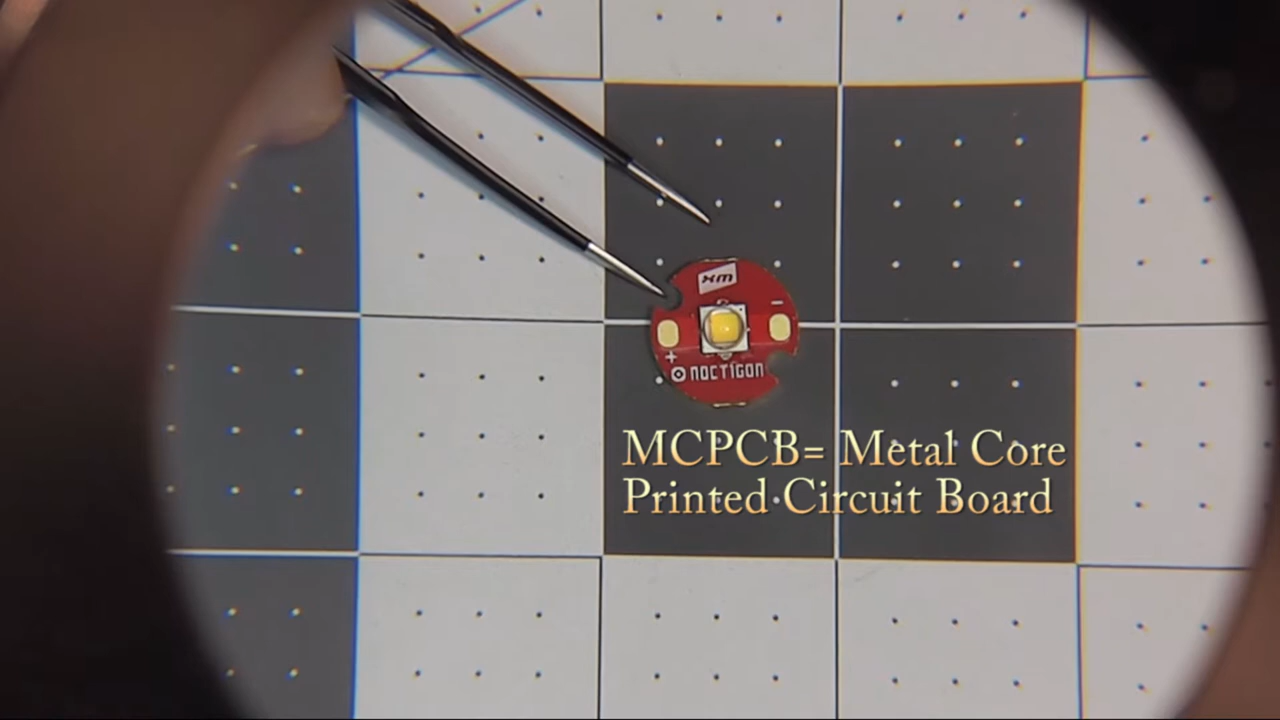 XM
−
+
NOCTIGON
MCPCB= Metal Core
Printed Circuit Board